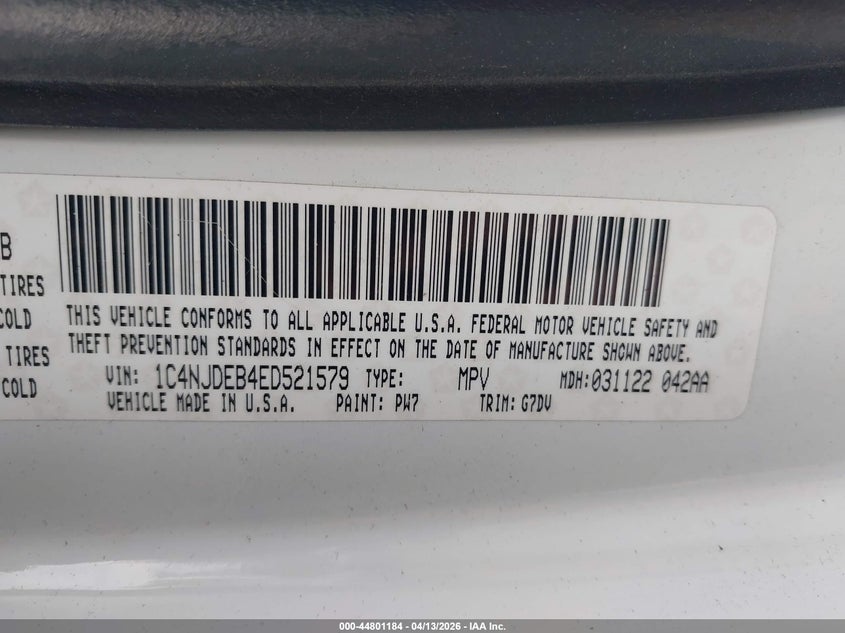 B
TIRES
COLD
TIRES
COLD
THIS VEHICLE CONFORMS TO ALL APPLICABLE U.S.A. FEDERAL MOTOR VEHICLE SAFETY AND
THEFT PREVENTION STANDARDS IN EFFECT ON THE DATE OF MANUFACTURE SHOWN ABOVE.
VIN: 1C4NJDEB4ED521579 TYPE: MPV MDH:031122 042AA
VEHICLE MADE IN U.S.A. PAINT: PW7 TRIM: G7DV
000-44801184 - 04/13/2026 - IAA Inc.